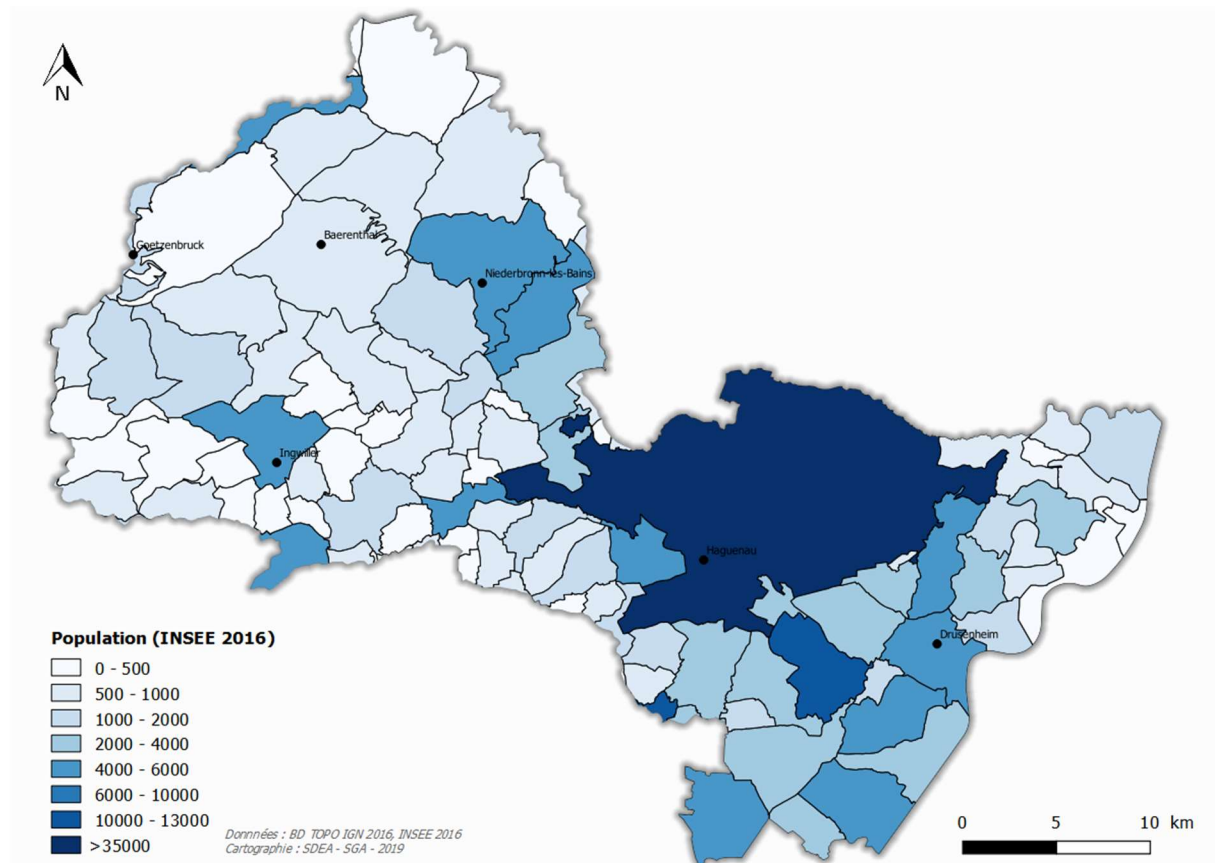 N
Goetzenbruck
Baerenthal
Niederbronn-les-Bains
Ingwiller
Haguenau
Drusenheim
Population (INSEE 2016)
0 - 500
500 - 1000
1000 - 2000
2000 - 4000
4000 - 6000
6000 - 10000
10000 - 13000
>35000
Donnnées : BD TOPO IGN 2016, INSEE 2016
Cartographie : SDEA - SGA - 2019
0 5 10 km